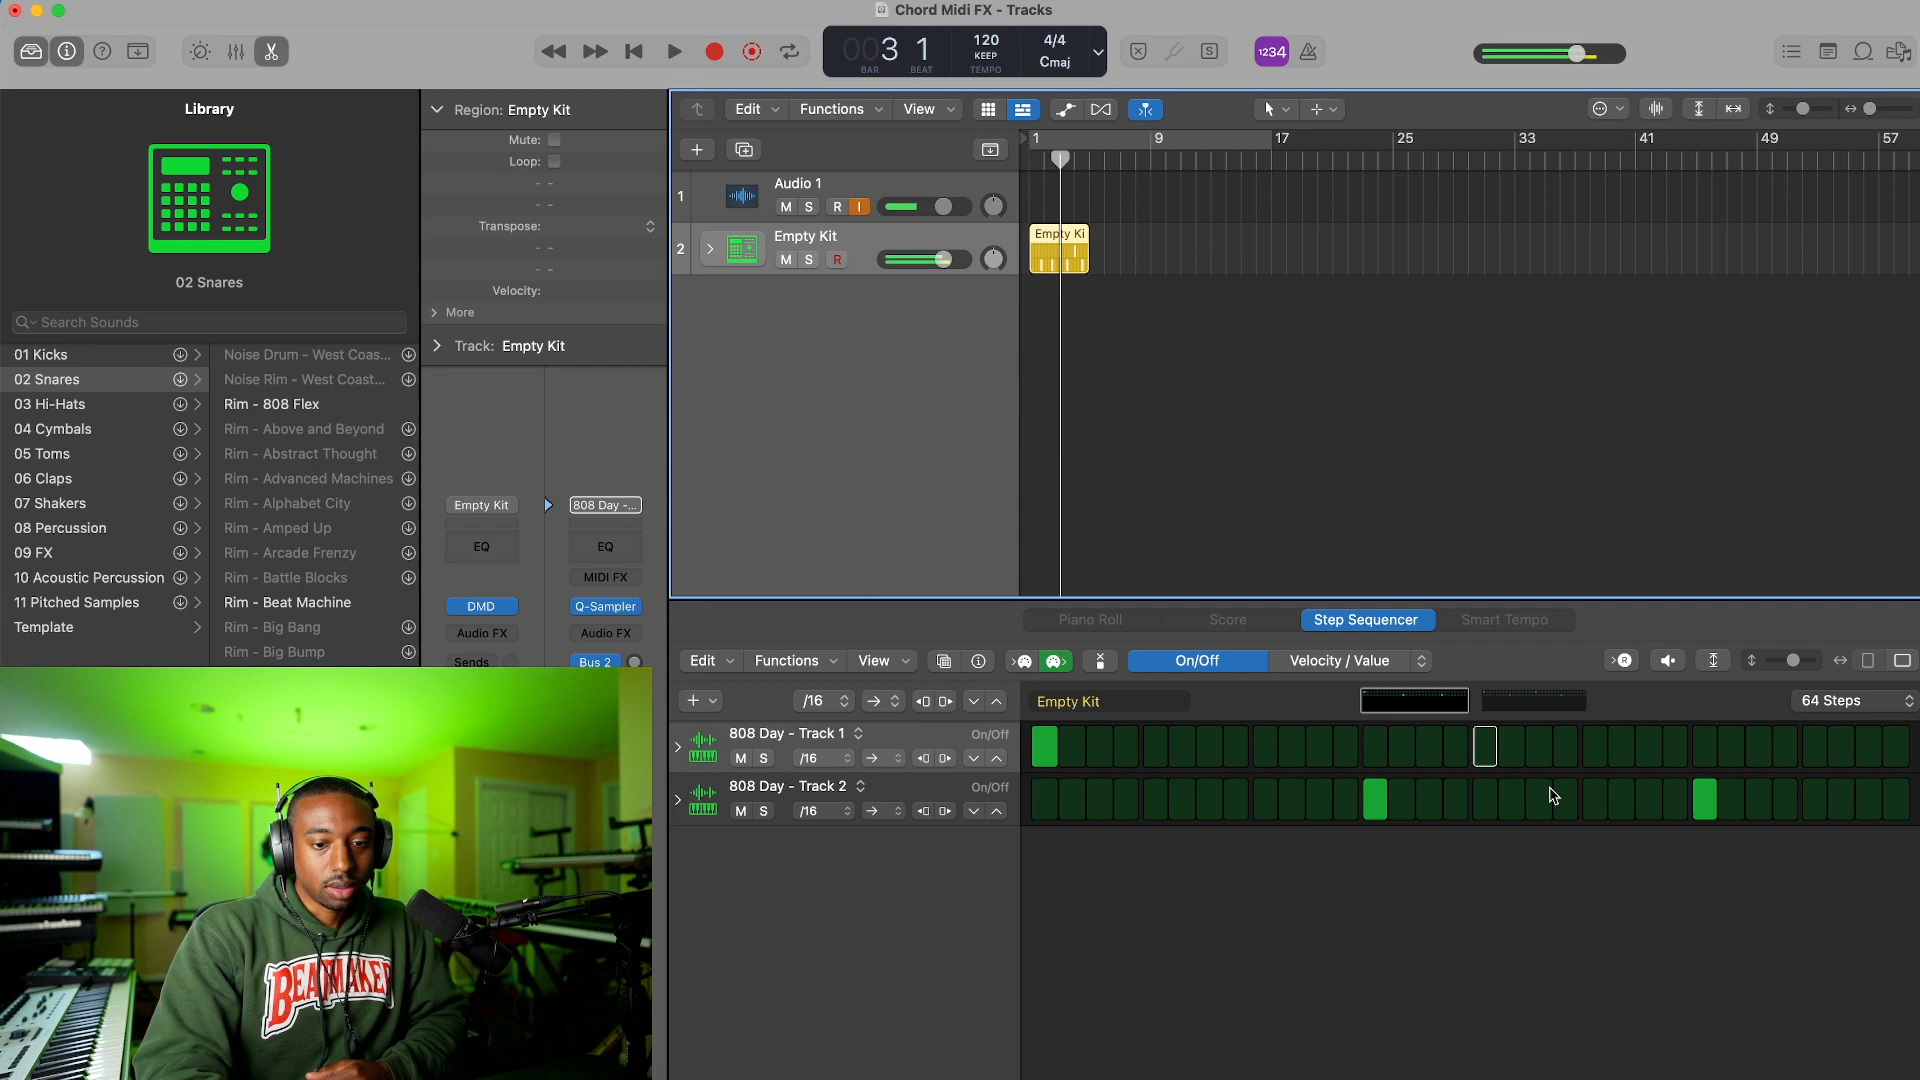 Chord Midi FX - Tracks
003 1
BAR BEAT
120
KEEP
TEMPO
4/4
Cmaj
S
1234
Library
02 Snares
Search Sounds
01 Kicks
02 Snares
03 Hi-Hats
04 Cymbals
05 Toms
06 Claps
07 Shakers
08 Percussion
09 FX
10 Acoustic Percussion
11 Pitched Samples
Template
Noise Drum - West Coas...
Noise Rim - West Coast...
Rim - 808 Flex
Rim - Above and Beyond
Rim - Abstract Thought
Rim - Advanced Machines
Rim - Alphabet City
Rim - Amped Up
Rim - Arcade Frenzy
Rim - Battle Blocks
Rim - Beat Machine
Rim - Big Bang
Rim - Big Bump
Region: Empty Kit
Mute:
Loop:
Transpose:
Velocity:
More
Track: Empty Kit
Empty Kit
808 Day -...
EQ
EQ
MIDI FX
DMD
Q-Sampler
Audio FX
Audio FX
Sends
Bus 2
Edit Functions View
1 9 17 25 33 41 49 57
1
Audio 1
M S R I
2
Empty Kit
M S R
Empty Ki
Piano Roll Score Step Sequencer Smart Tempo
Edit Functions View On/Off Velocity / Value
/16
Empty Kit
64 Steps
808 Day - Track 1 On/Off
M S /16
808 Day - Track 2 On/Off
M S /16
BEATMAKER